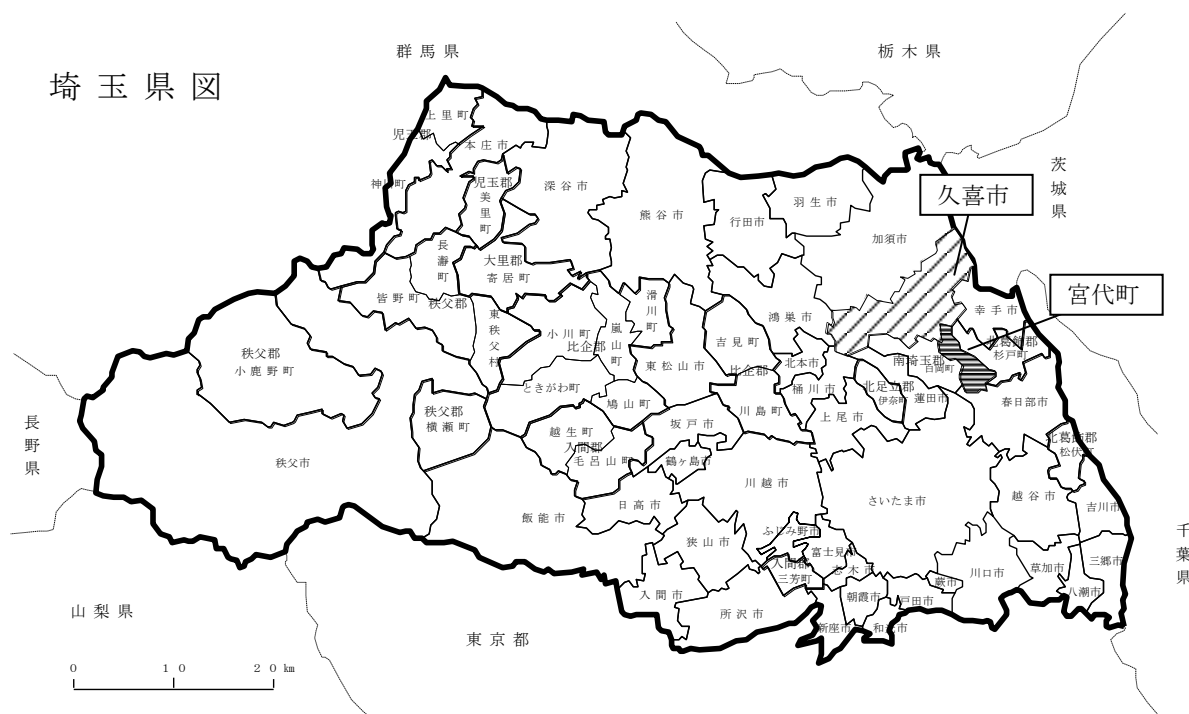 埼玉県図
群馬県
栃木県
茨城県
千葉県
長野県
山梨県
東京都
久喜市
宮代町
上里町
児玉郡
本庄市
児玉郡
美里町
深谷市
熊谷市
行田市
羽生市
加須市
長瀞町
大里郡
寄居町
皆野町
秩父郡
東秩父村
小川町
比企郡
嵐山町
滑川町
東松山市
吉見町
比企郡
鴻巣市
北本市
桶川市
南埼玉郡
白岡町
幸手市
北葛飾郡
杉戸町
秩父郡
小鹿野町
ときがわ町
鳩山町
川島町
上尾市
北足立郡
伊奈町
蓮田市
春日部市
秩父郡
横瀬町
越生町
入間郡
毛呂山町
坂戸市
鶴ヶ島市
川越市
さいたま市
北葛飾郡
松伏町
越谷市
吉川市
秩父市
飯能市
日高市
狭山市
ふじみ野市
富士見市
入間郡
三芳町
志木市
川口市
草加市
三郷市
八潮市
入間市
所沢市
朝霞市
戸田市
蕨市
新座市
和光市
0 10 20㎞